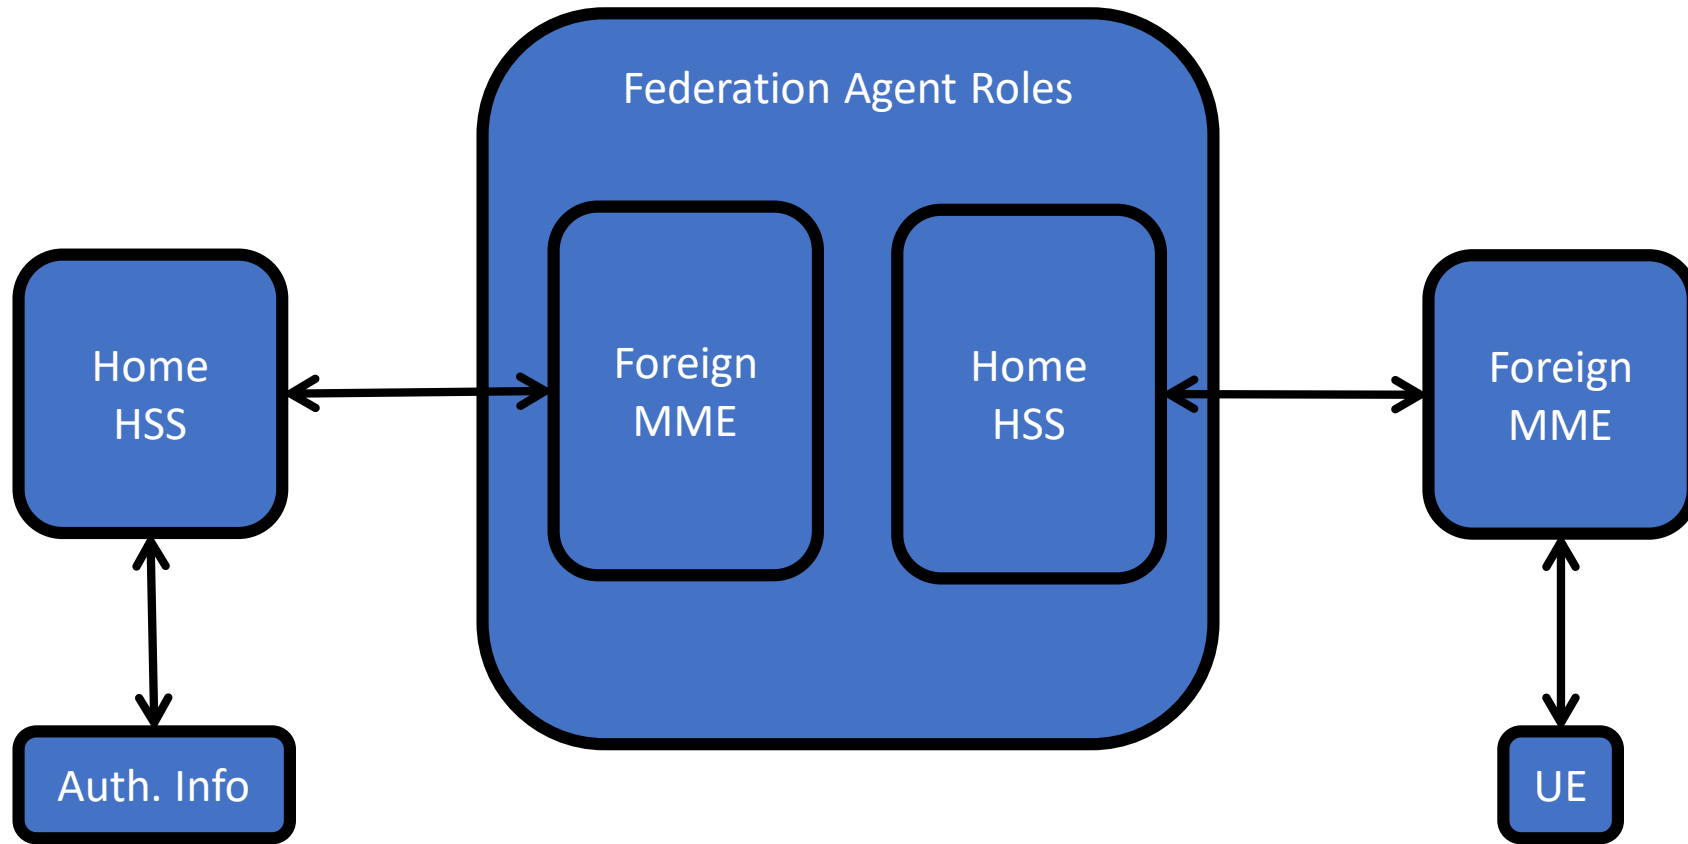 Federation Agent Roles
Home
HSS
Foreign
MME
Home
HSS
Foreign
MME
Auth. Info
UE